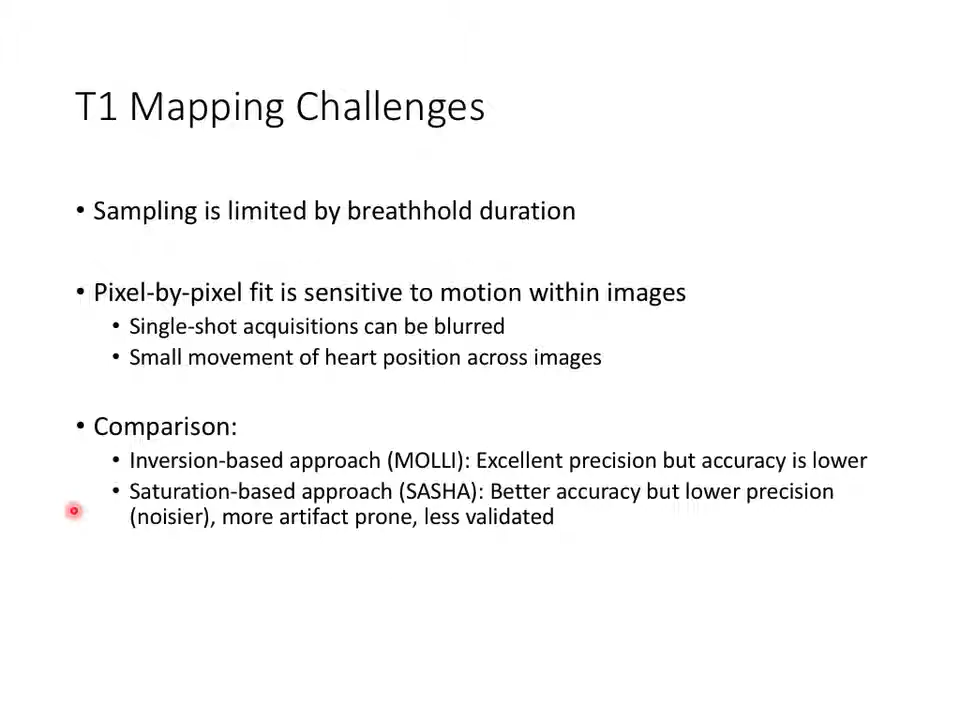 T1 Mapping Challenges
• Sampling is limited by breathhold duration
• Pixel-by-pixel fit is sensitive to motion within images
• Single-shot acquisitions can be blurred
• Small movement of heart position across images
• Comparison:
• Inversion-based approach (MOLLI): Excellent precision but accuracy is lower
• Saturation-based approach (SASHA): Better accuracy but lower precision
(noisier), more artifact prone, less validated